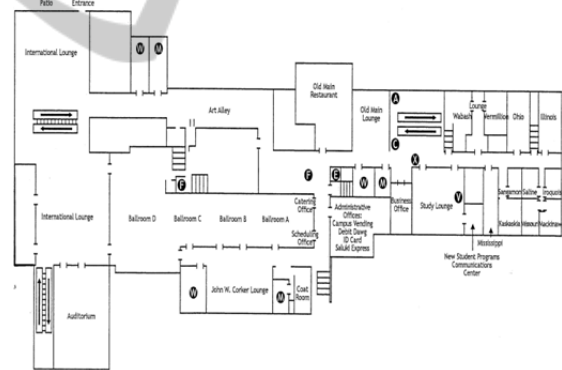 Patio Entrance
International Lounge
W M
Art Alley
Old Main
Restaurant
Old Main
Lounge
A
C
X
Lounge
Wabash Vermillion Ohio Illinois
F
F
E
W M
Catering
Office
Scheduling
Office
Administrative
Offices:
Campus Vending
Debit Dawg
ID Card
Saluki Express
Business
Office
Study Lounge
V
Sangamon Saline Iroquois
Kaskaskia Missouri Mackinaw
Mississippi
New Student Programs
Communications
Center
International Lounge
Ballroom D Ballroom C Ballroom B Ballroom A
W
John W. Corker Lounge
M
Coat
Room
Auditorium